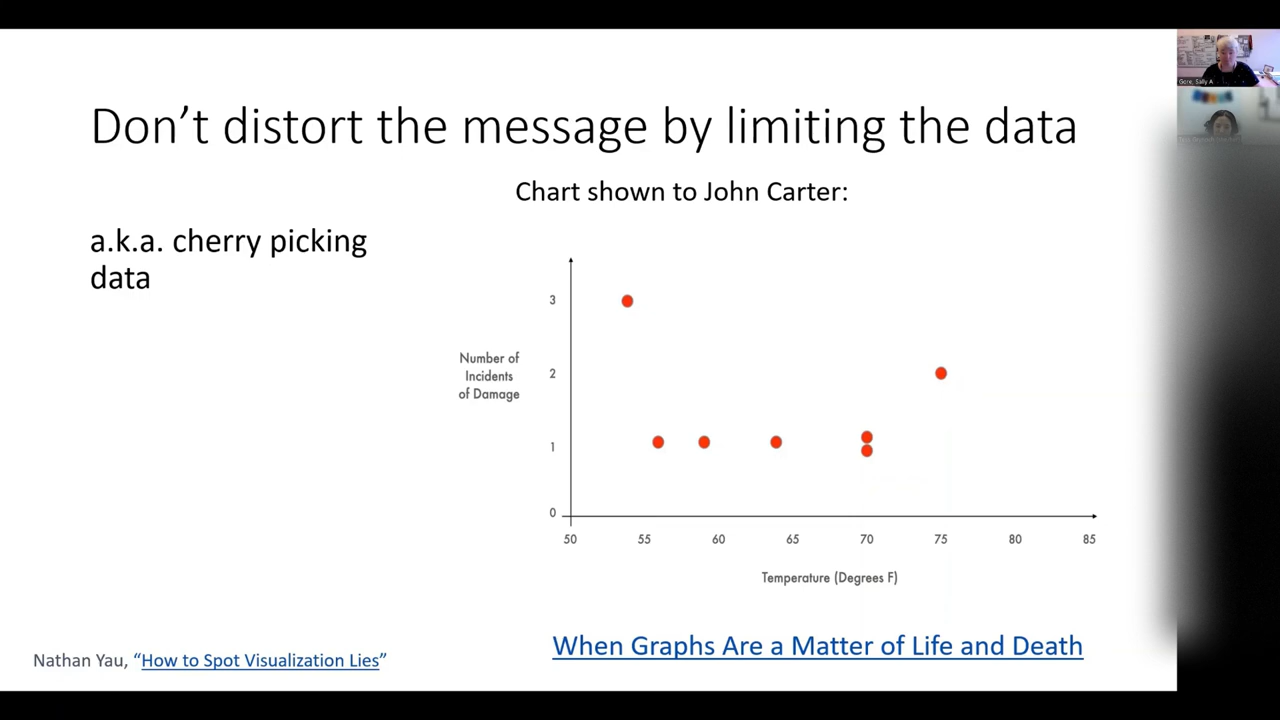 Don't distort the message by limiting the data
Chart shown to John Carter:
a.k.a. cherry picking
data
3
2
1
0
Number of
Incidents
of Damage
50 55 60 65 70 75 80 85
Temperature (Degrees F)
When Graphs Are a Matter of Life and Death
Nathan Yau, “How to Spot Visualization Lies”
Gore, Sally A